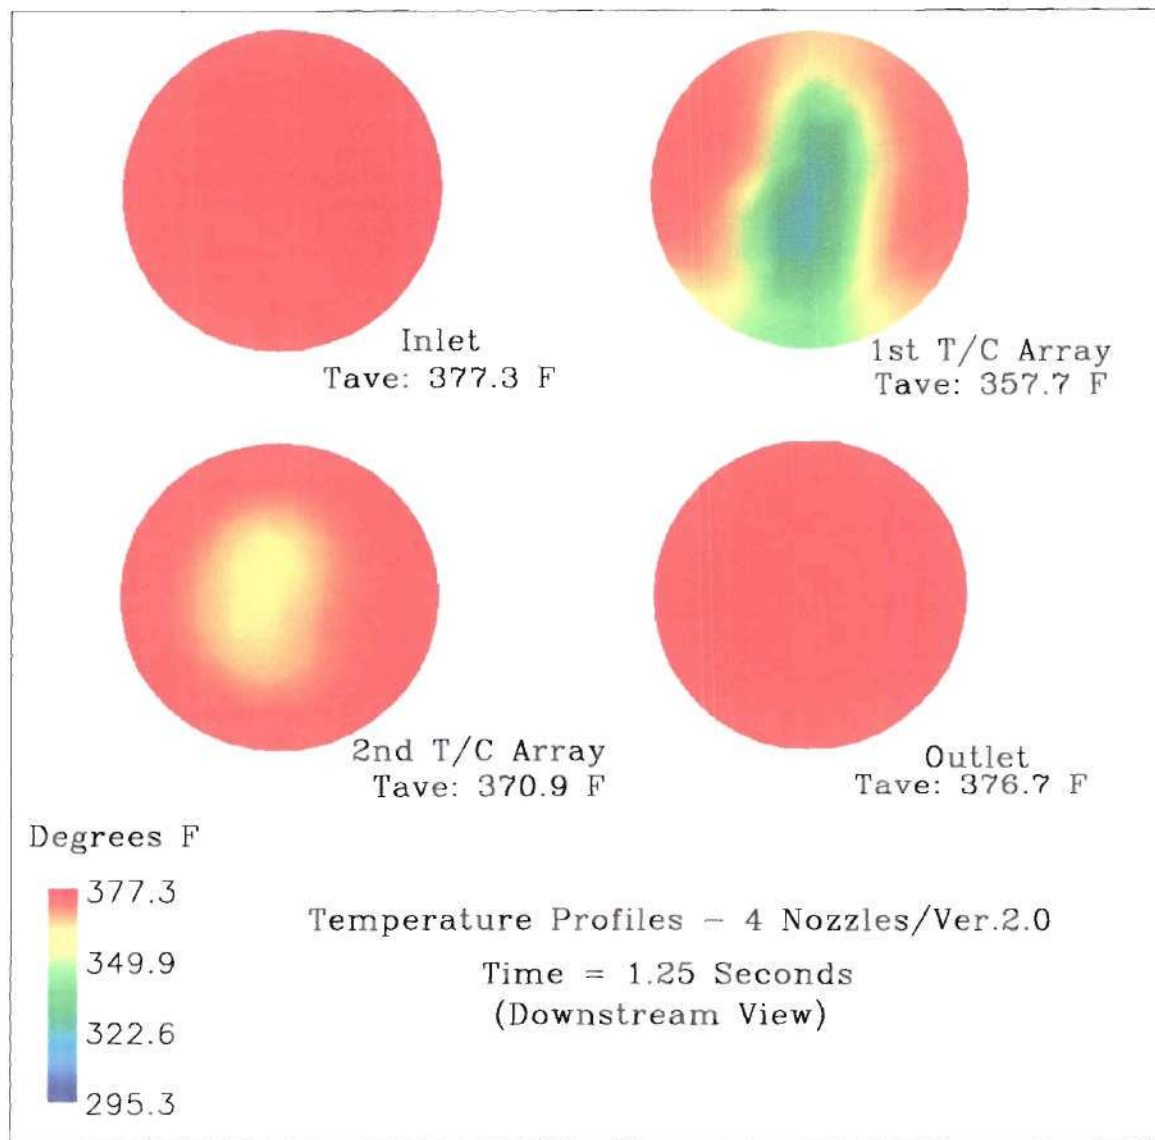 Inlet
Tave: 377.3 F
1st T/C Array
Tave: 357.7 F
2nd T/C Array
Tave: 370.9 F
Outlet
Tave: 376.7 F
Degrees F
377.3
349.9
322.6
295.3
Temperature Profiles - 4 Nozzles/Ver.2.0
Time = 1.25 Seconds
(Downstream View)